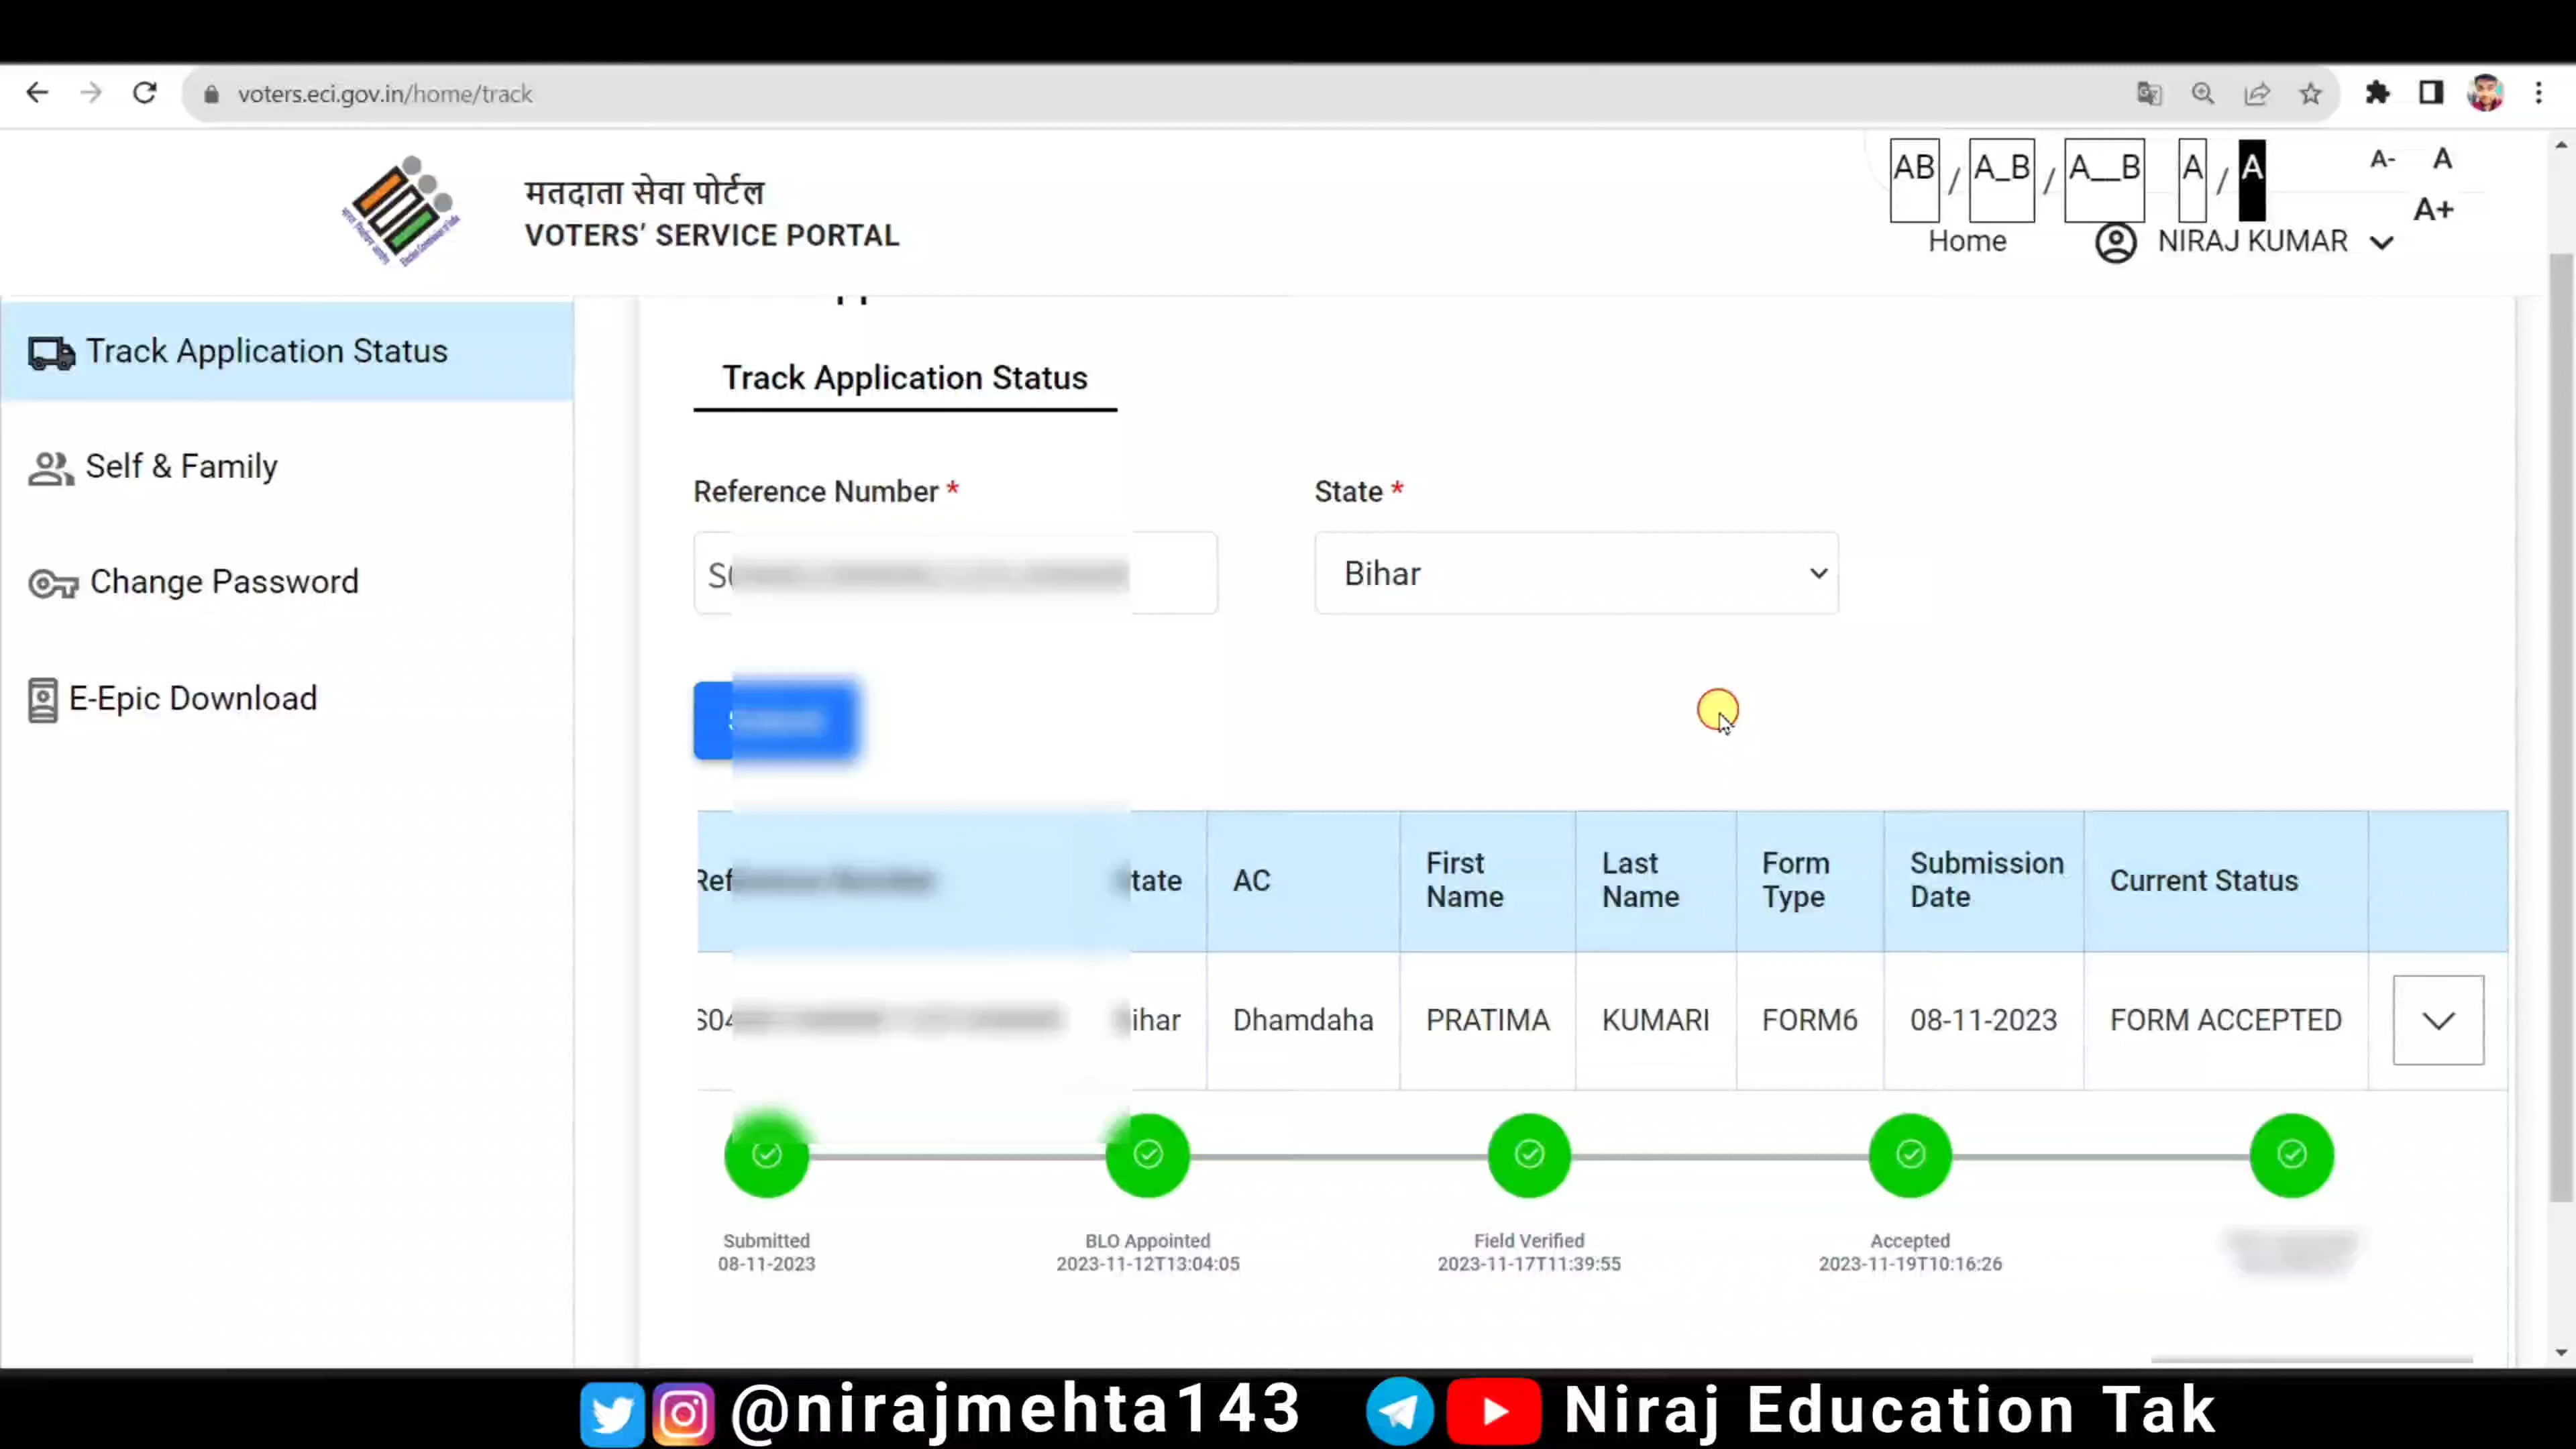 voters.eci.gov.in/home/track
AB / A_B / A__B A / A A- A
A+
मतदाता सेवा पोर्टल
VOTERS' SERVICE PORTAL
Home NIRAJ KUMAR
Track Application Status
Self & Family
Change Password
E-Epic Download
Track Application Status
Reference Number * State *
Bihar
AC First Name Last Name Form Type Submission Date Current Status
Dhamdaha PRATIMA KUMARI FORM6 08-11-2023 FORM ACCEPTED
Submitted BLO Appointed Field Verified Accepted
08-11-2023 2023-11-12T13:04:05 2023-11-17T11:39:55 2023-11-19T10:16:26
@nirajmehta143 Niraj Education Tak